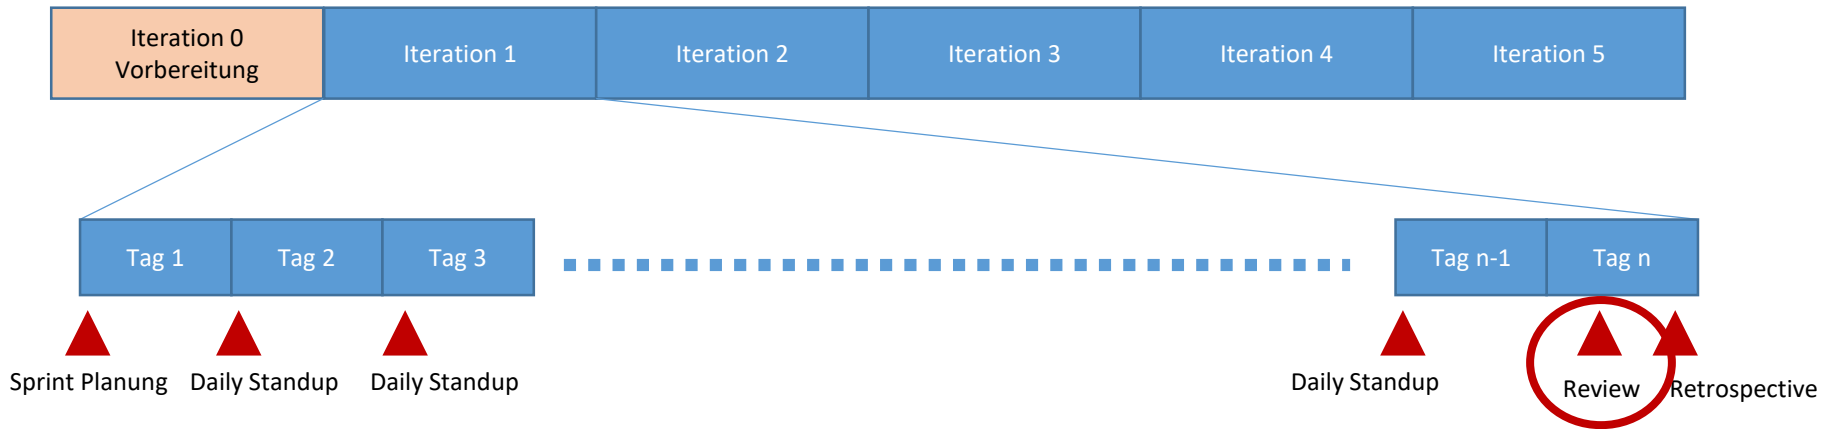 Iteration 0
Vorbereitung
Iteration 1
Iteration 2
Iteration 3
Iteration 4
Iteration 5
Tag 1
Tag 2
Tag 3
Tag n-1
Tag n
Sprint Planung
Daily Standup
Daily Standup
Daily Standup
Review
Retrospective